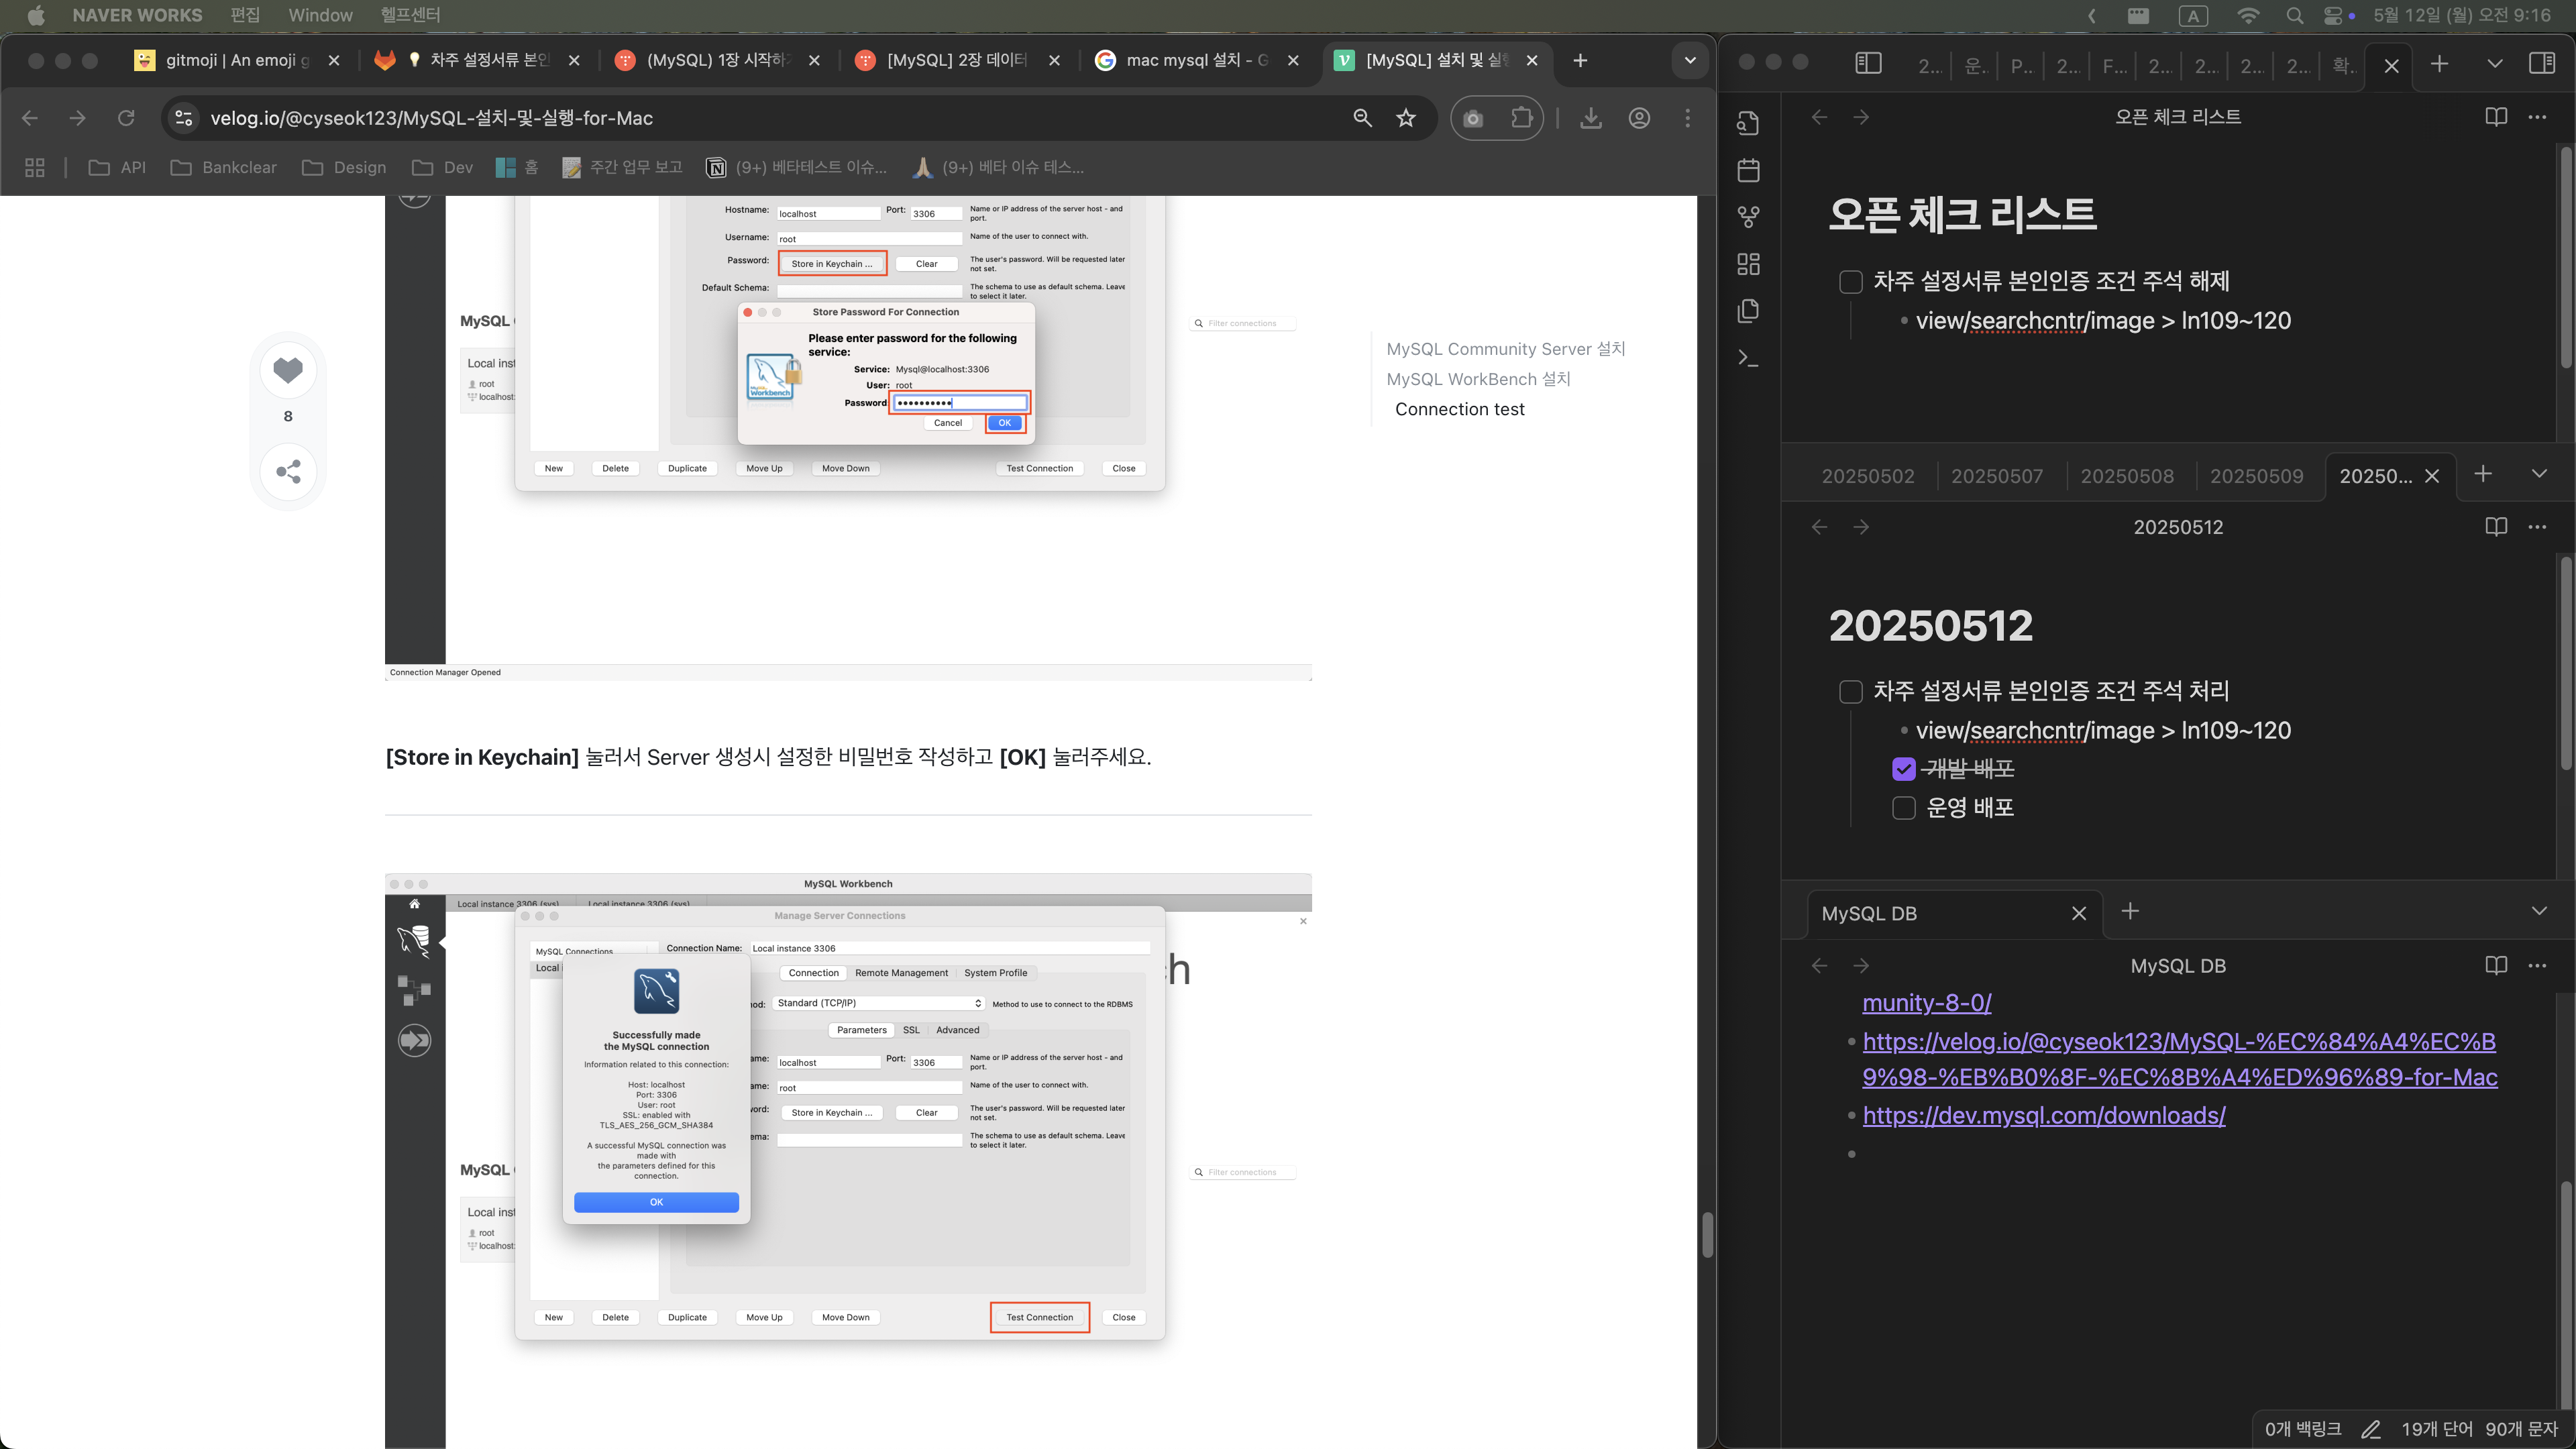 NAVER WORKS 편집 Window 헬프센터
A 5월 12일 (월) 오전 9:16
gitmoji | An emoji g
차주 설정서류 본인
(MySQL) 1장 시작하
[MySQL] 2장 데이터
mac mysql 설치 - G
[MySQL] 설치 및 실행
velog.io/@cyseok123/MySQL-설치-및-실행-for-Mac
API Bankclear Design Dev 홈 주간 업무 보고 (9+) 베타테스트 이슈... (9+) 베타 이슈 테스...
8
Hostname: localhost Port: 3306 Name or IP address of the server host - and
port.
Username: root Name of the user to connect with.
Password: Store in Keychain ... Clear The user's password. Will be requested later
not set.
Default Schema: The schema to use as default schema. Leave
to select it later.
MySQL
Filter connections
Local inst
root
localhost:
Store Password For Connection
Please enter password for the following
service:
Service: Mysql@localhost:3306
User: root
Password
Cancel OK
MySQL
Workbench
New Delete Duplicate Move Up Move Down Test Connection Close
Connection Manager Opened
MySQL Community Server 설치
MySQL WorkBench 설치
Connection test
[Store in Keychain] 눌러서 Server 생성시 설정한 비밀번호 작성하고 [OK] 눌러주세요.
MySQL Workbench
Local instance 3306 (sys) Local instance 3306 (sys)
Manage Server Connections
MySQL Connections
Local i
Connection Name: Local instance 3306
Connection Remote Management System Profile
od: Standard (TCP/IP) Method to use to connect to the RDBMS
Parameters SSL Advanced
ame: localhost Port: 3306 Name or IP address of the server host - and
port.
ame: root Name of the user to connect with.
ord: Store in Keychain ... Clear The user's password. Will be requested later
not set.
ema: The schema to use as default schema. Leave
to select it later.
h
Successfully made
the MySQL connection
Information related to this connection:
Host: localhost
Port: 3306
User: root
SSL: enabled with
TLS_AES_256_GCM_SHA384
A successful MySQL connection was
made with
the parameters defined for this
connection.
OK
MySQL
Filter connections
Local inst
root
localhost:
New Delete Duplicate Move Up Move Down Test Connection Close
2... 운. P... 2... F... 2... 2... 2... 2... 확.
오픈 체크 리스트
오픈 체크 리스트
차주 설정서류 본인인증 조건 주석 해제
view/searchcntr/image > ln109~120
20250502 20250507 20250508 20250509 20250...
20250512
20250512
차주 설정서류 본인인증 조건 주석 처리
view/searchcntr/image > ln109~120
개발 배포
운영 배포
MySQL DB
MySQL DB
munity-8-0/
https://velog.io/@cyseok123/MySQL-%EC%84%A4%EC%B
9%98-%EB%B0%8F-%EC%8B%A4%ED%96%89-for-Mac
https://dev.mysql.com/downloads/
0개 백링크 19개 단어 90개 문자